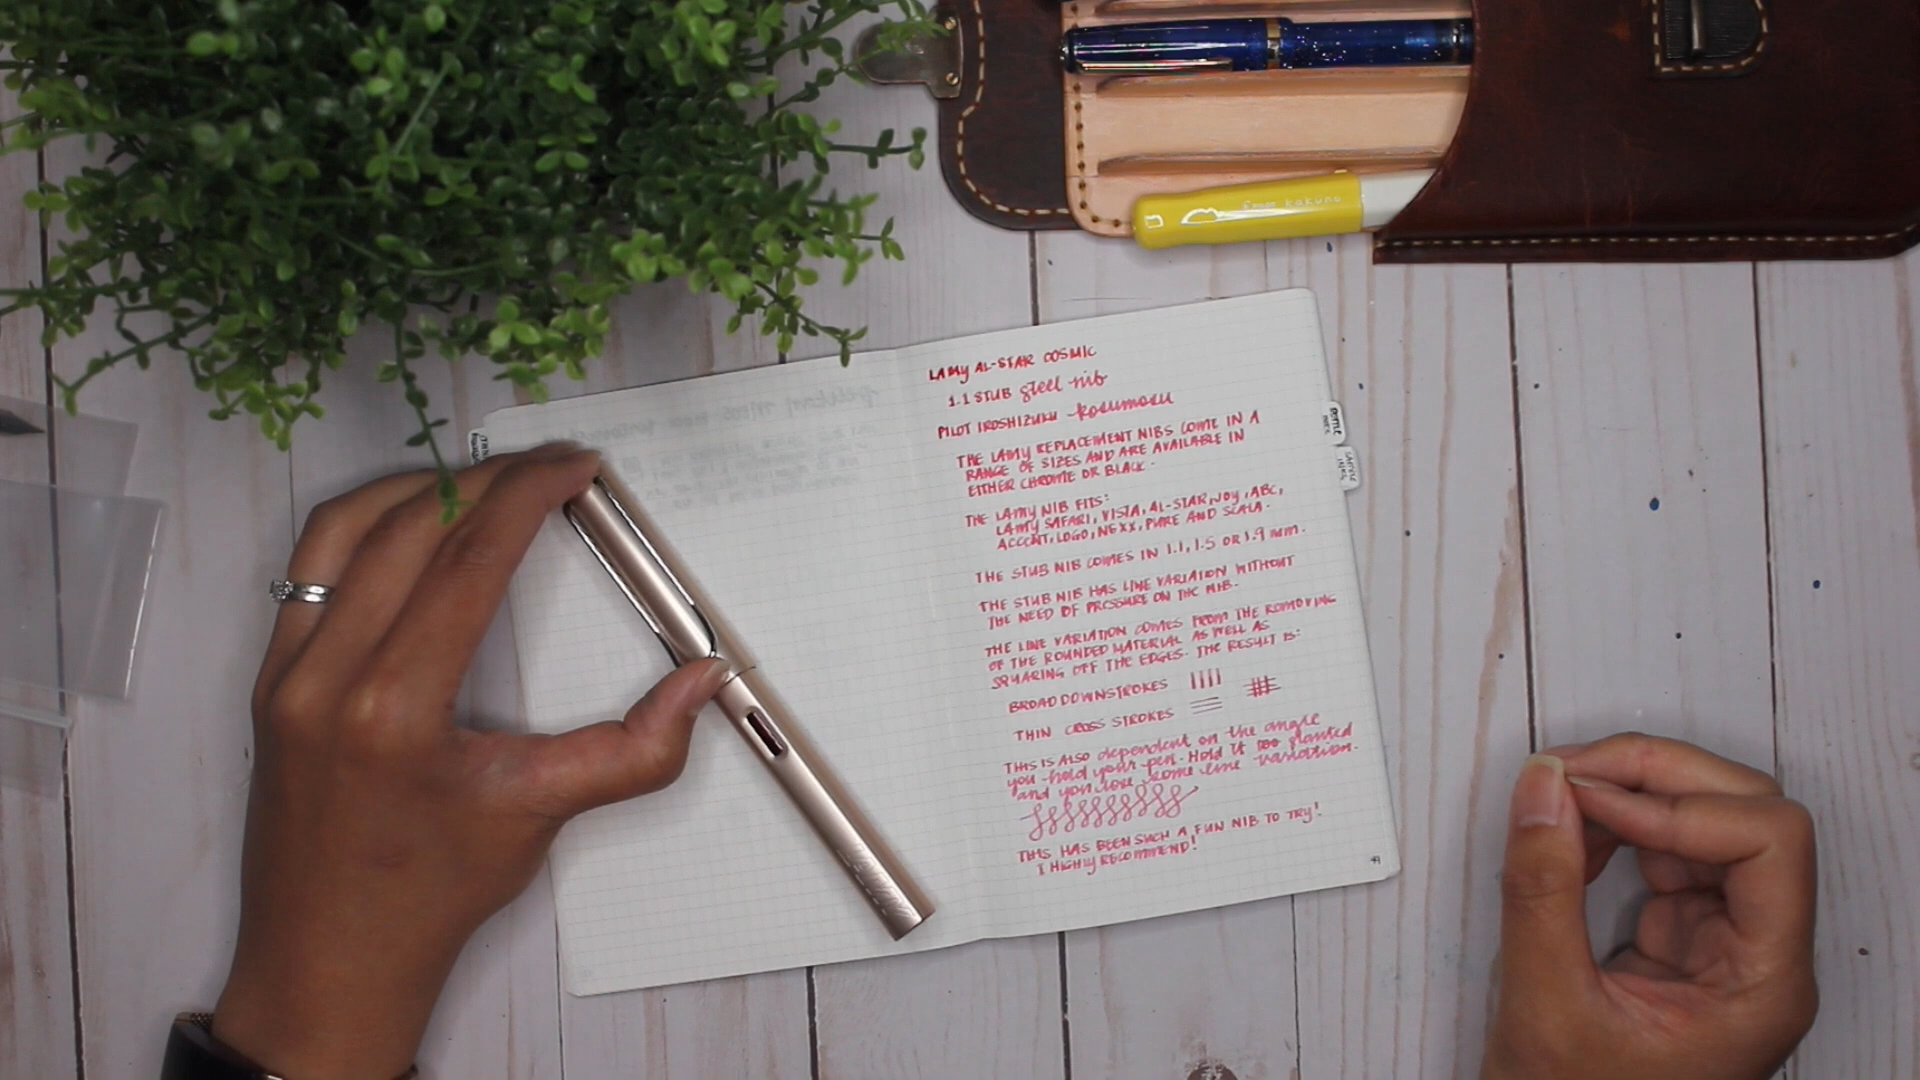 from kakuno
LAMY AL-STAR COSMIC
1.1 STUB steel nib
PILOT IROSHIZUKU kosumosu
THE LAMY REPLACEMENT NIBS COME IN A
RANGE OF SIZES AND ARE AVAILABLE IN
EITHER CHROME OR BLACK.
THE LAMY NIB FITS:
LAMY SAFARI, VISTA, AL-STAR, JOY, ABC,
ACCENT, LOGO, NEXX, PURE AND SCALA.
THE STUB NIB COMES IN 1.1, 1.5 OR 1.9 mm.
THE STUB NIB HAS LINE VARIATION WITHOUT
THE NEED OF PRESSURE ON THE NIB.
THE LINE VARIATION COMES FROM THE REMOVING
OF THE ROUNDED MATERIAL AS WELL AS
SQUARING OFF THE EDGES. THE RESULT IS:
BROAD DOWNSTROKES
THIN CROSS STROKES
THIS IS ALSO dependent on the angle
you hold your pen. Hold it too slanted
and you lose some line variation.
THIS HAS BEEN SUCH A FUN NIB TO TRY!
I HIGHLY RECOMMEND!
LAMY